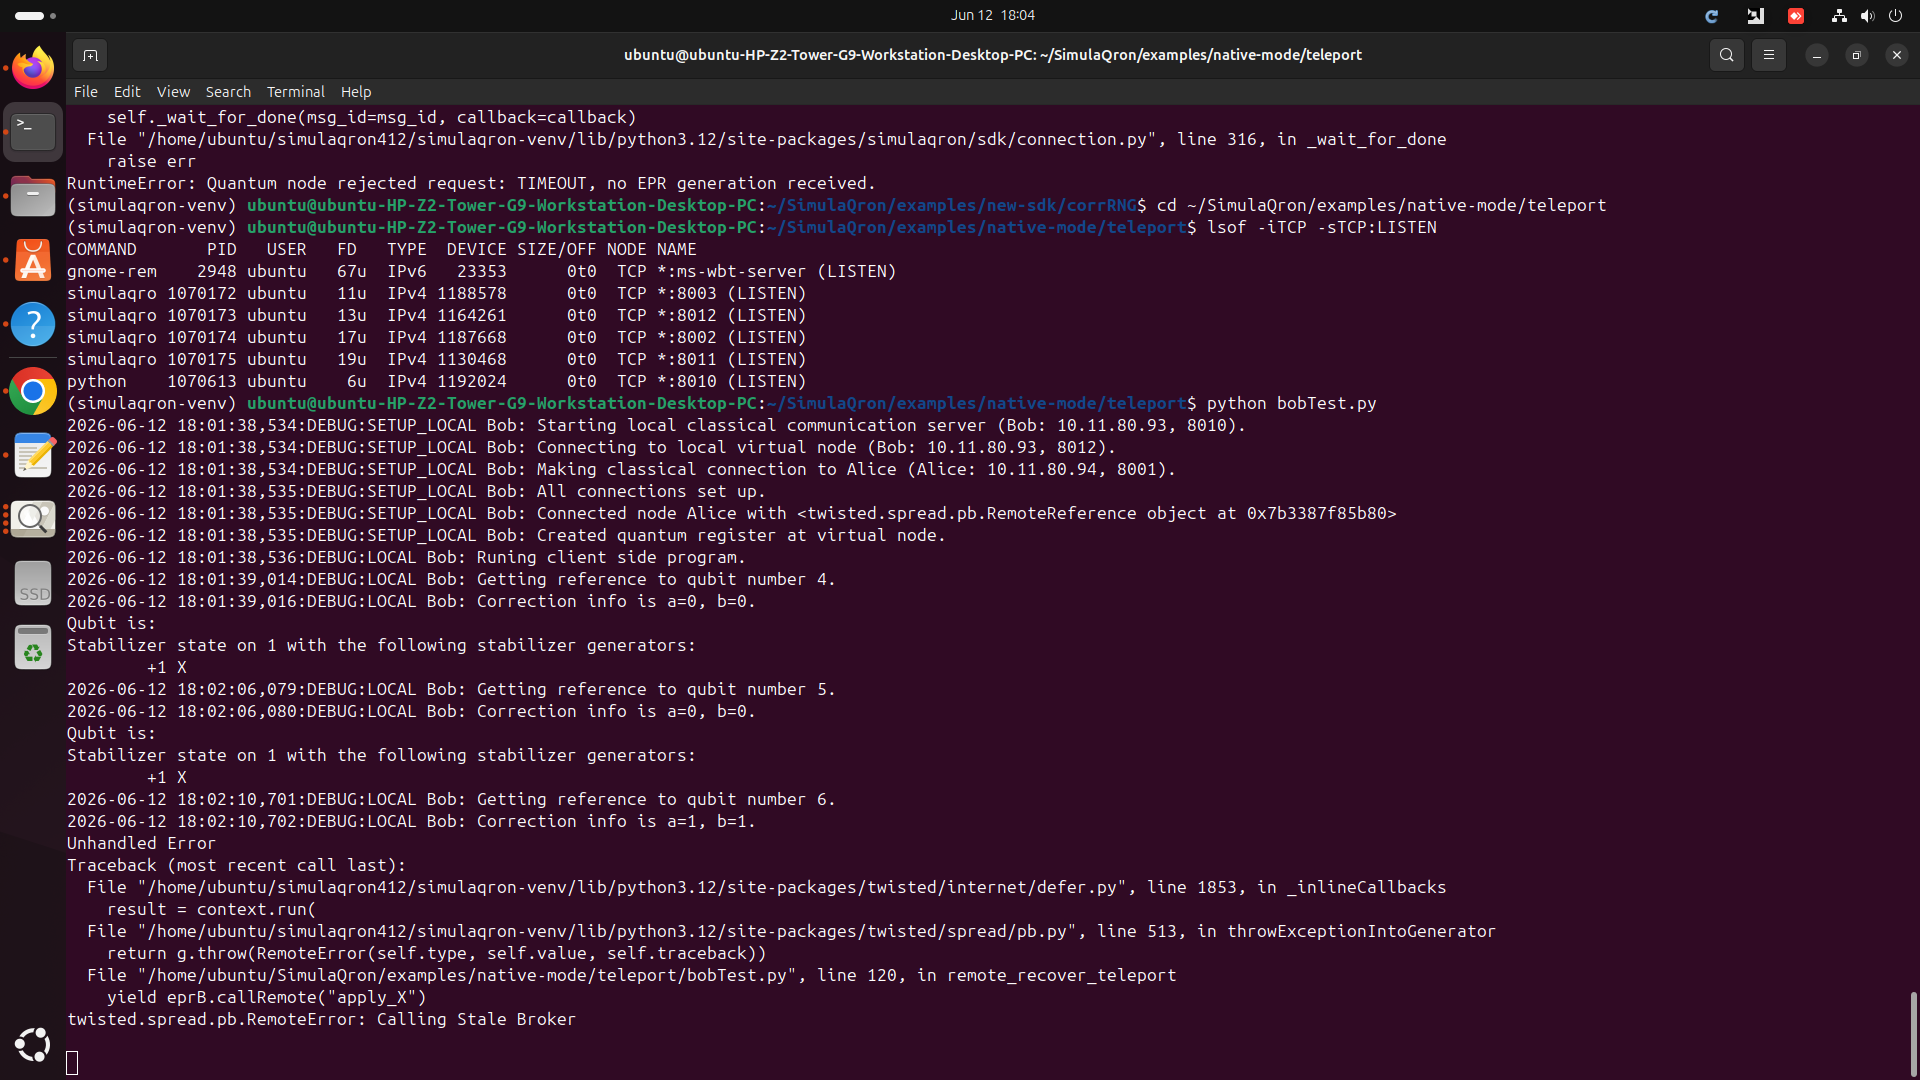 Jun 12 18:04
ubuntu@ubuntu-HP-Z2-Tower-G9-Workstation-Desktop-PC: ~/SimulaQron/examples/native-mode/teleport
File Edit View Search Terminal Help
self._wait_for_done(msg_id=msg_id, callback=callback)
File "/home/ubuntu/simulaqron412/simulaqron-venv/lib/python3.12/site-packages/simulaqron/sdk/connection.py", line 316, in _wait_for_done
raise err
RuntimeError: Quantum node rejected request: TIMEOUT, no EPR generation received.
(simulaqron-venv) ubuntu@ubuntu-HP-Z2-Tower-G9-Workstation-Desktop-PC:~/SimulaQron/examples/new-sdk/corrRNG$ cd ~/SimulaQron/examples/native-mode/teleport
(simulaqron-venv) ubuntu@ubuntu-HP-Z2-Tower-G9-Workstation-Desktop-PC:~/SimulaQron/examples/native-mode/teleport$ lsof -iTCP -sTCP:LISTEN
COMMAND PID USER FD TYPE DEVICE SIZE/OFF NODE NAME
gnome-rem 2948 ubuntu 67u IPv6 23353 0t0 TCP *:ms-wbt-server (LISTEN)
simulaqro 1070172 ubuntu 11u IPv4 1188578 0t0 TCP *:8003 (LISTEN)
simulaqro 1070173 ubuntu 13u IPv4 1164261 0t0 TCP *:8012 (LISTEN)
simulaqro 1070174 ubuntu 17u IPv4 1187668 0t0 TCP *:8002 (LISTEN)
simulaqro 1070175 ubuntu 19u IPv4 1130468 0t0 TCP *:8011 (LISTEN)
python 1070613 ubuntu 6u IPv4 1192024 0t0 TCP *:8010 (LISTEN)
(simulaqron-venv) ubuntu@ubuntu-HP-Z2-Tower-G9-Workstation-Desktop-PC:~/SimulaQron/examples/native-mode/teleport$ python bobTest.py
2026-06-12 18:01:38,534:DEBUG:SETUP_LOCAL Bob: Starting local classical communication server (Bob: 10.11.80.93, 8010).
2026-06-12 18:01:38,534:DEBUG:SETUP_LOCAL Bob: Connecting to local virtual node (Bob: 10.11.80.93, 8012).
2026-06-12 18:01:38,534:DEBUG:SETUP_LOCAL Bob: Making classical connection to Alice (Alice: 10.11.80.94, 8001).
2026-06-12 18:01:38,535:DEBUG:SETUP_LOCAL Bob: All connections set up.
2026-06-12 18:01:38,535:DEBUG:SETUP_LOCAL Bob: Connected node Alice with <twisted.spread.pb.RemoteReference object at 0x7b3387f85b80>
2026-06-12 18:01:38,535:DEBUG:SETUP_LOCAL Bob: Created quantum register at virtual node.
2026-06-12 18:01:38,536:DEBUG:LOCAL Bob: Runing client side program.
2026-06-12 18:01:39,014:DEBUG:LOCAL Bob: Getting reference to qubit number 4.
2026-06-12 18:01:39,016:DEBUG:LOCAL Bob: Correction info is a=0, b=0.
Qubit is:
Stabilizer state on 1 with the following stabilizer generators:
+1 X
2026-06-12 18:02:06,079:DEBUG:LOCAL Bob: Getting reference to qubit number 5.
2026-06-12 18:02:06,080:DEBUG:LOCAL Bob: Correction info is a=0, b=0.
Qubit is:
Stabilizer state on 1 with the following stabilizer generators:
+1 X
2026-06-12 18:02:10,701:DEBUG:LOCAL Bob: Getting reference to qubit number 6.
2026-06-12 18:02:10,702:DEBUG:LOCAL Bob: Correction info is a=1, b=1.
Unhandled Error
Traceback (most recent call last):
File "/home/ubuntu/simulaqron412/simulaqron-venv/lib/python3.12/site-packages/twisted/internet/defer.py", line 1853, in _inlineCallbacks
result = context.run(
File "/home/ubuntu/simulaqron412/simulaqron-venv/lib/python3.12/site-packages/twisted/spread/pb.py", line 513, in throwExceptionIntoGenerator
return g.throw(RemoteError(self.type, self.value, self.traceback))
File "/home/ubuntu/SimulaQron/examples/native-mode/teleport/bobTest.py", line 120, in remote_recover_teleport
yield eprB.callRemote("apply_X")
twisted.spread.pb.RemoteError: Calling Stale Broker
SSD